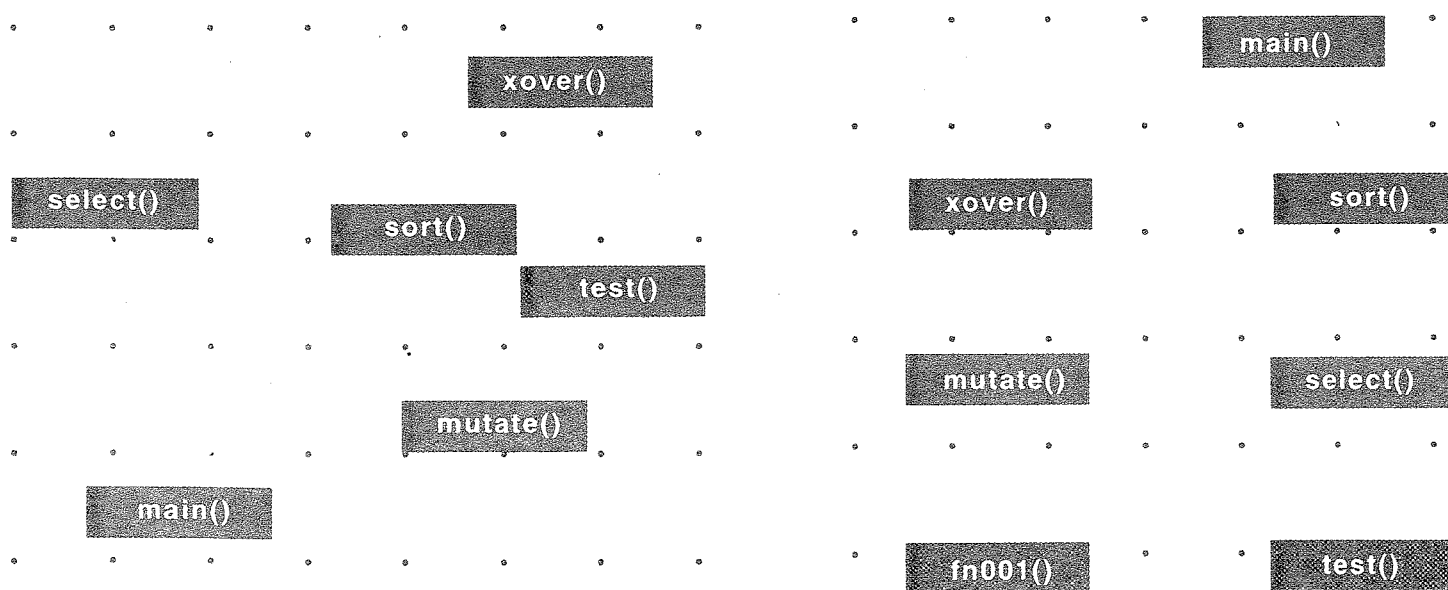 xover()
select()
sort()
test()
mutate()
main()
main()
xover()
sort()
mutate()
select()
fn001()
test()